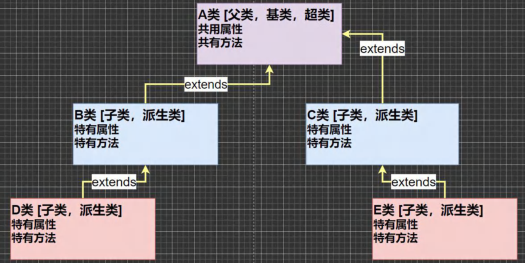 A类 [父类，基类，超类]
共用属性
共有方法
extends
extends
B类 [子类，派生类]
特有属性
特有方法
C类 [子类，派生类]
特有属性
特有方法
extends
extends
D类 [子类，派生类]
特有属性
特有方法
E类 [子类，派生类]
特有属性
特有方法